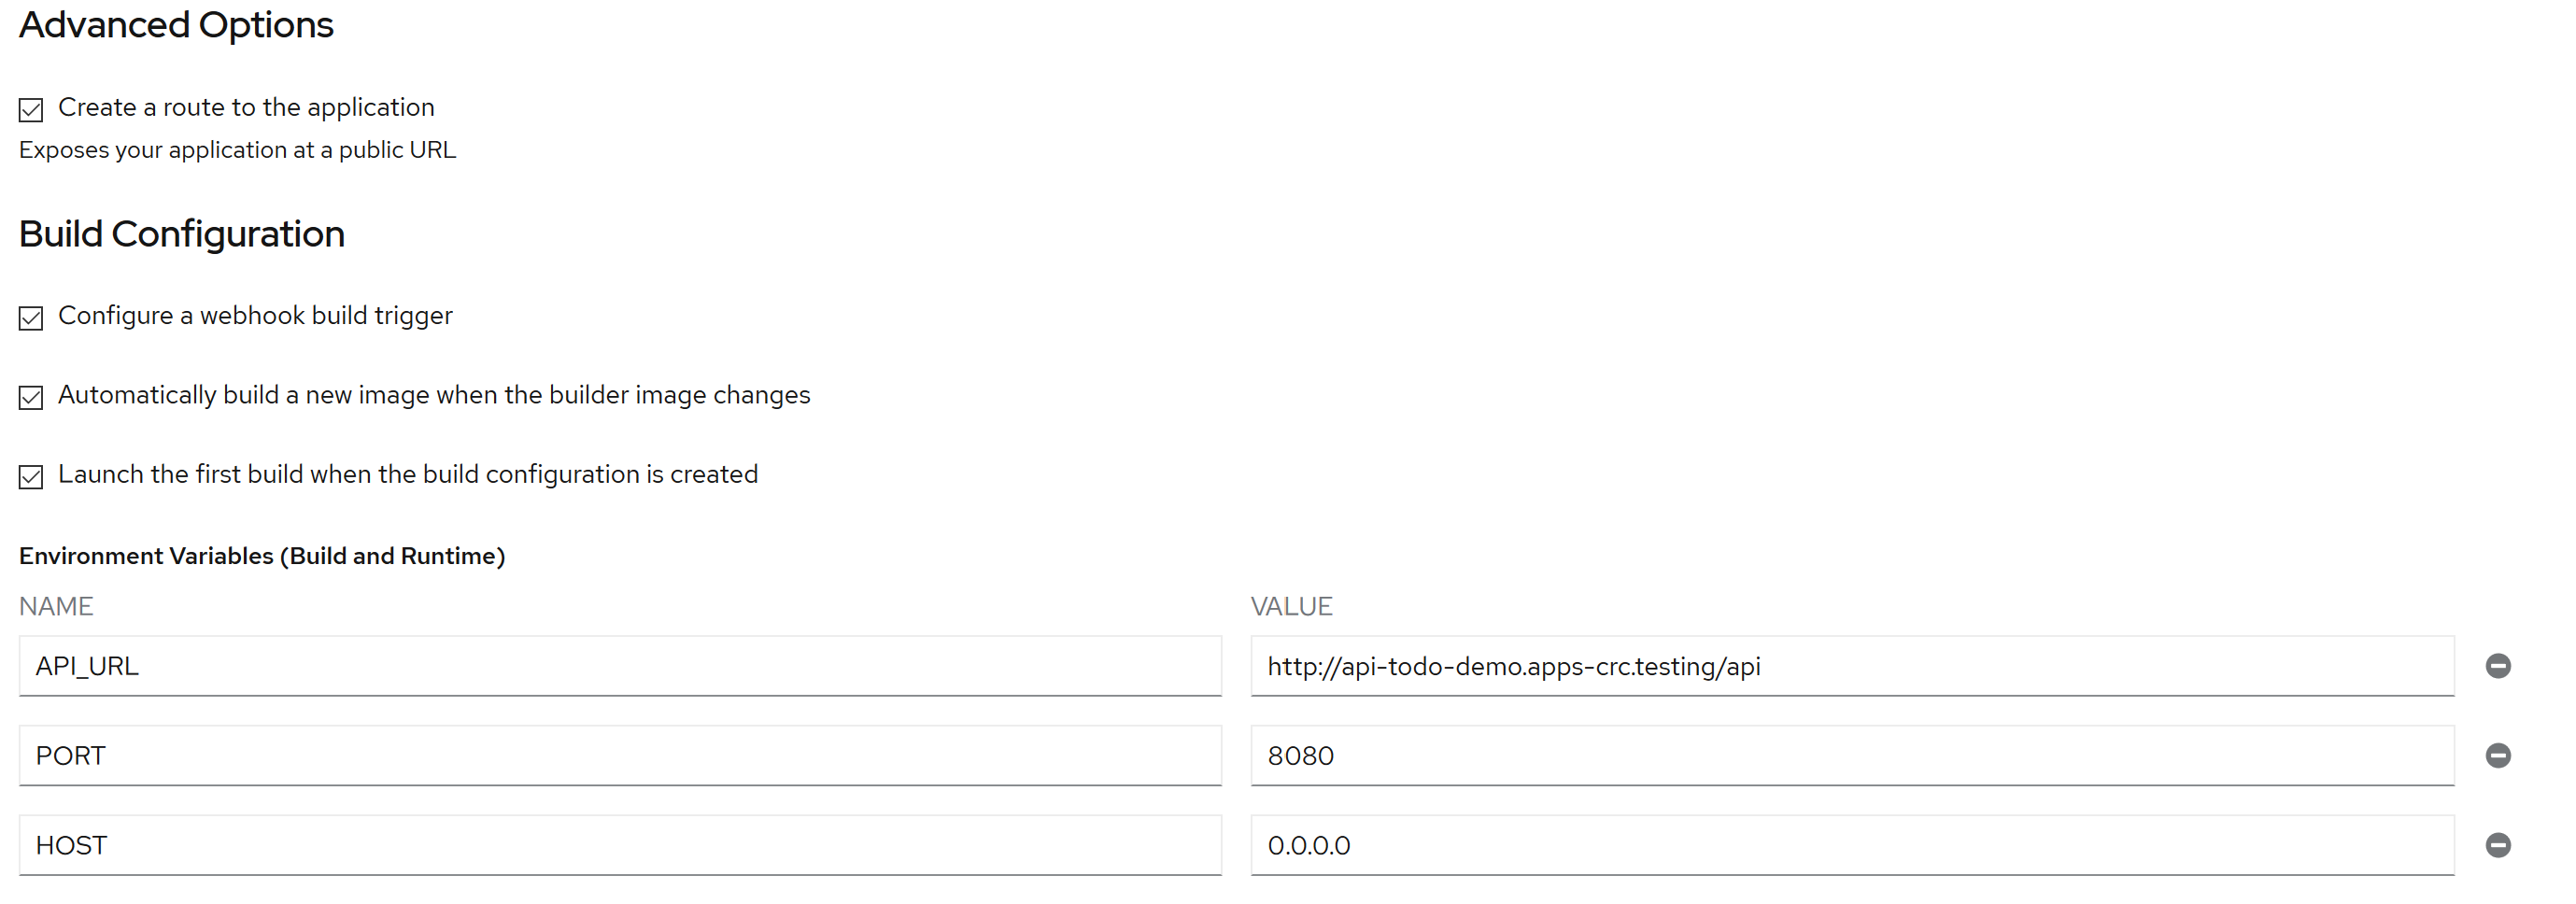 Advanced Options
Create a route to the application
Exposes your application at a public URL
Build Configuration
Configure a webhook build trigger
Automatically build a new image when the builder image changes
Launch the first build when the build configuration is created
Environment Variables (Build and Runtime)
NAME VALUE
API_URL http://api-todo-demo.apps-crc.testing/api
PORT 8080
HOST 0.0.0.0